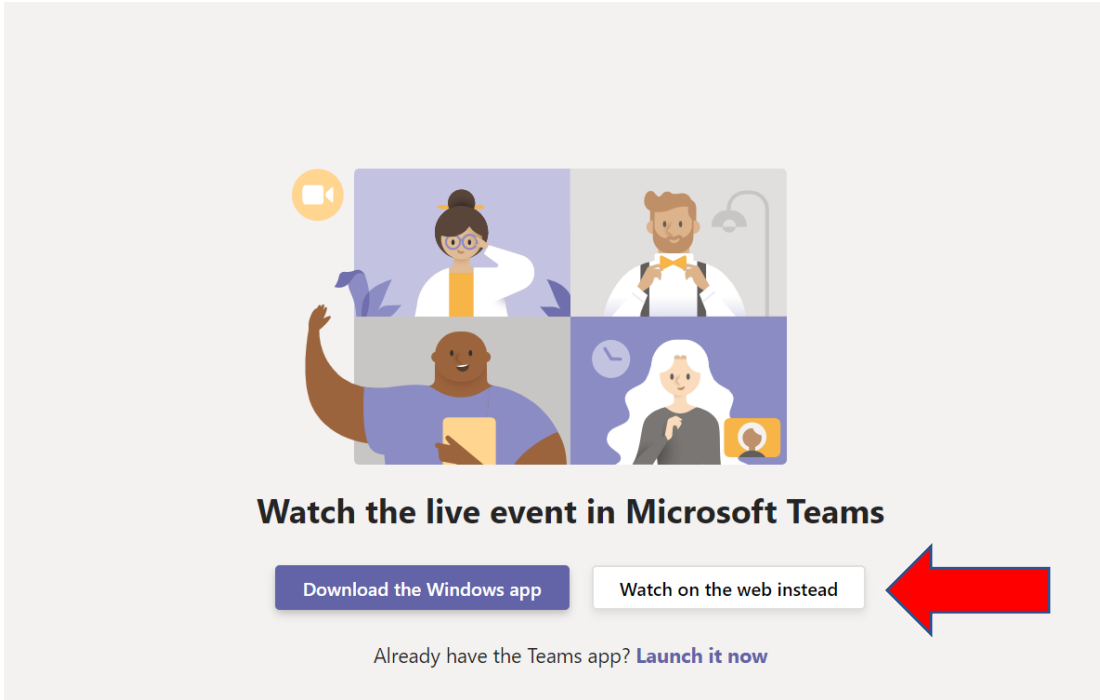 Watch the live event in Microsoft Teams
Download the Windows app
Watch on the web instead
Already have the Teams app? Launch it now